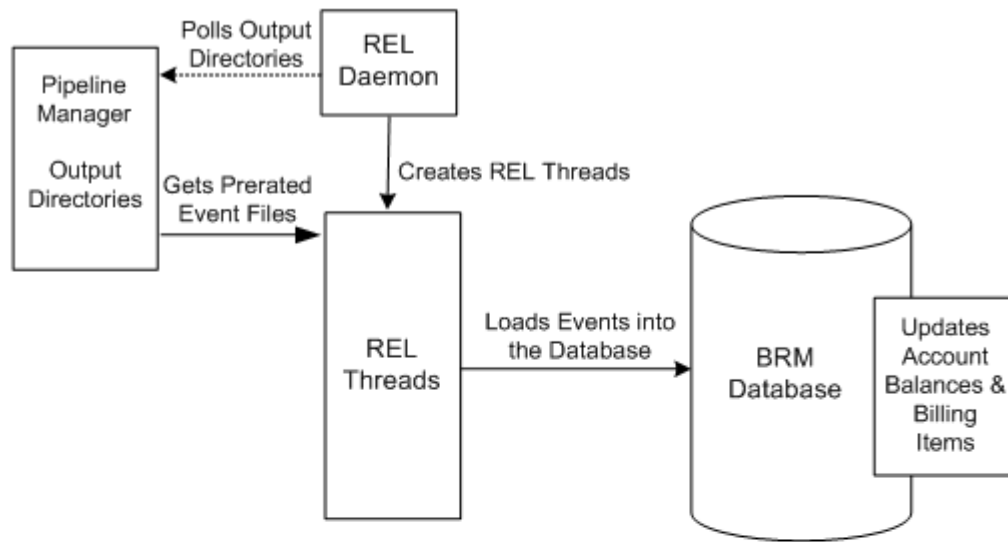 Polls Output
Directories
REL
Daemon
Pipeline
Manager
Output
Directories
Creates REL Threads
Gets Prerated
Event Files
REL
Threads
Loads Events into
the Database
BRM
Database
Updates
Account
Balances &
Billing
Items